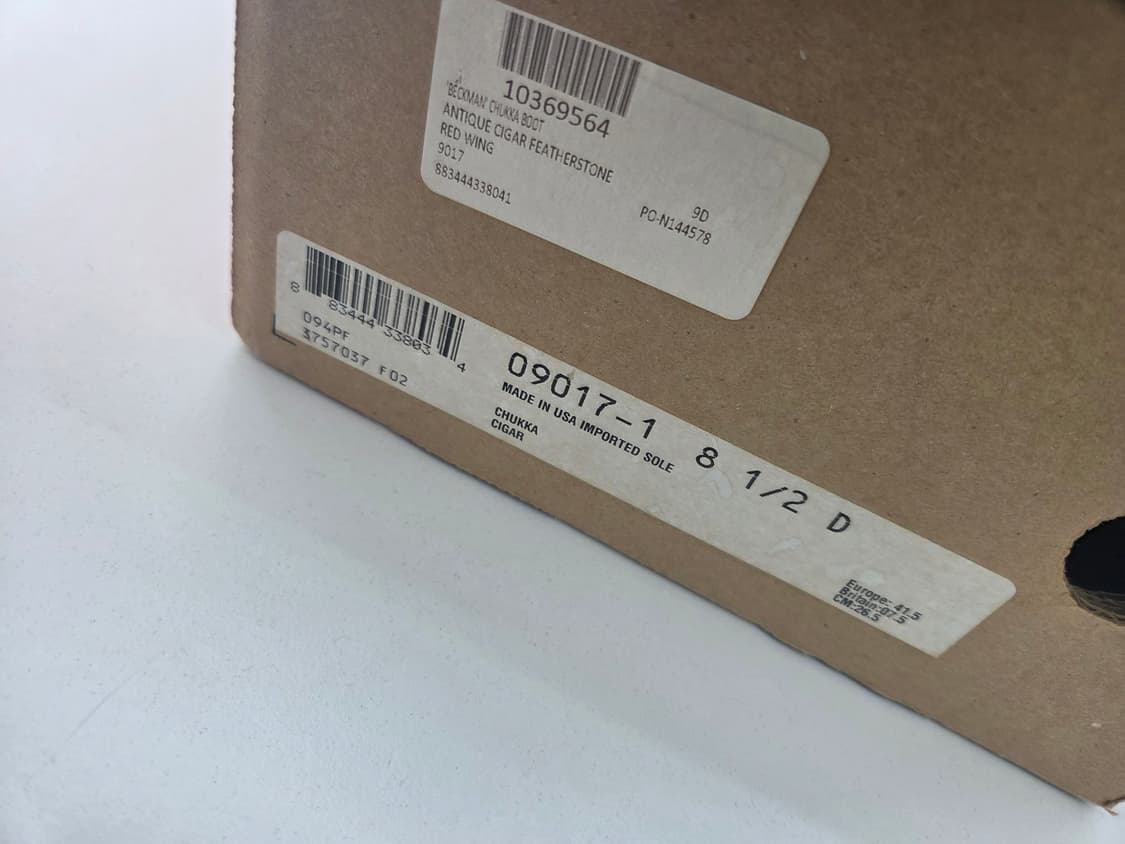 10369564
'BECKMAN' CHUKKA BOOT
ANTIQUE CIGAR FEATHERSTONE
RED WING
9017
9D
883444338041
PO-N144578
8 83444 33803 4
094PF
3757037 F02
09017-1 8 1/2 D
MADE IN USA IMPORTED SOLE
CHUKKA
CIGAR
Europe: 41.5
Britain:07.5
CM:26.5